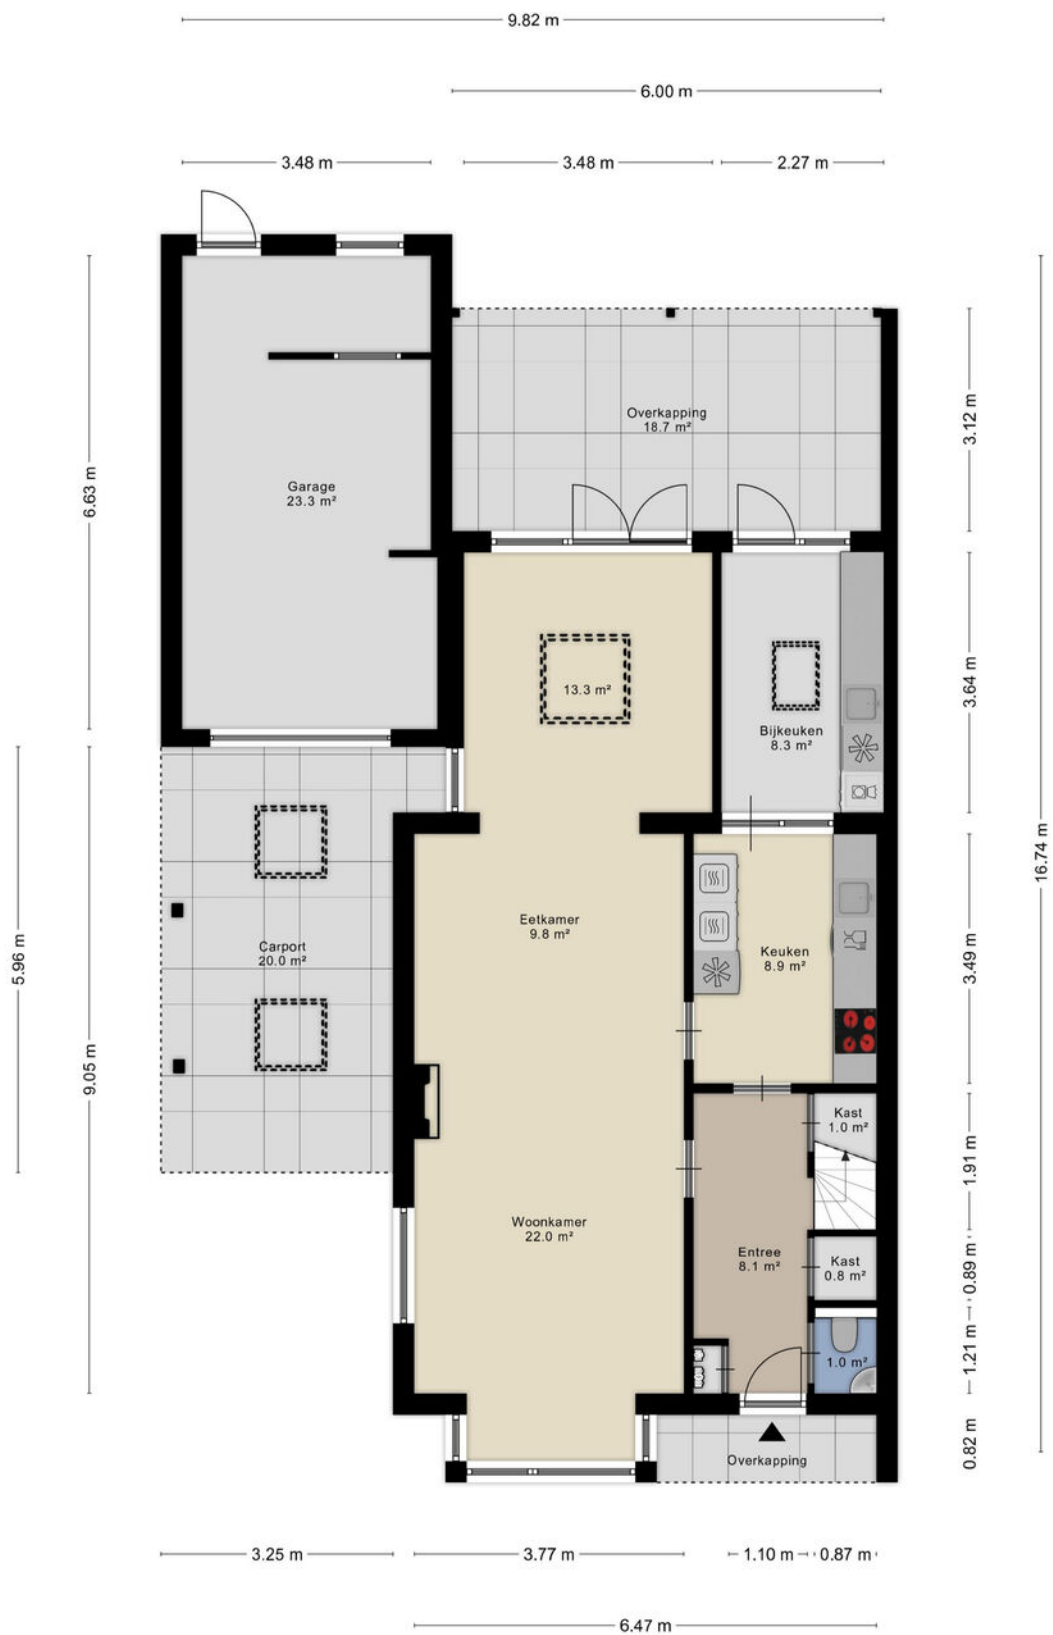 9.82 m
6.00 m
3.48 m
3.48 m
2.27 m
Overkapping
18.7 m²
3.12 m
6.63 m
Garage
23.3 m²
13.3 m²
3.64 m
Bijkeuken
8.3 m²
16.74 m
Eetkamer
9.8 m²
Keuken
8.9 m²
Carport
20.0 m²
5.96 m
3.49 m
9.05 m
Kast
1.0 m²
1.91 m
Woonkamer
22.0 m²
Entree
8.1 m²
Kast
0.8 m²
0.89 m
1.0 m²
1.21 m
0.82 m
Overkapping
3.25 m
3.77 m
1.10 m
0.87 m
6.47 m